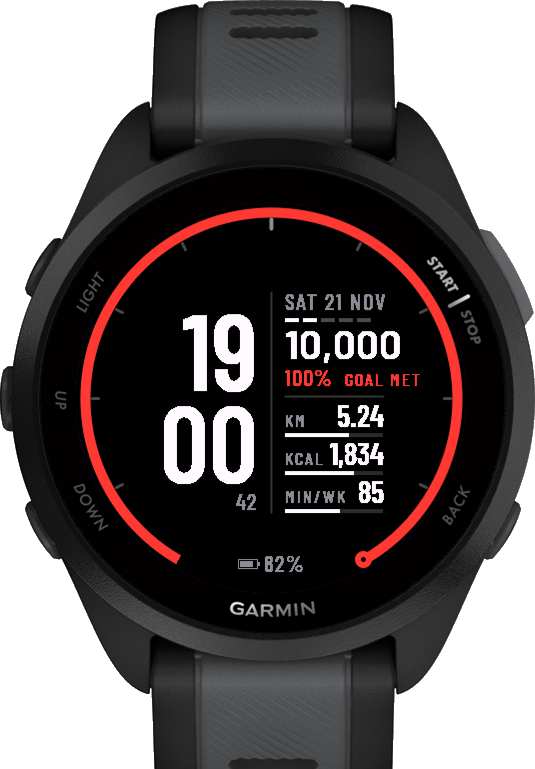 LIGHT
START
STOP
UP
DOWN
BACK
19
00
42
SAT 21 NOV
10,000
100% GOAL MET
KM 5.24
KCAL 1,834
MIN/WK 85
82%
GARMIN